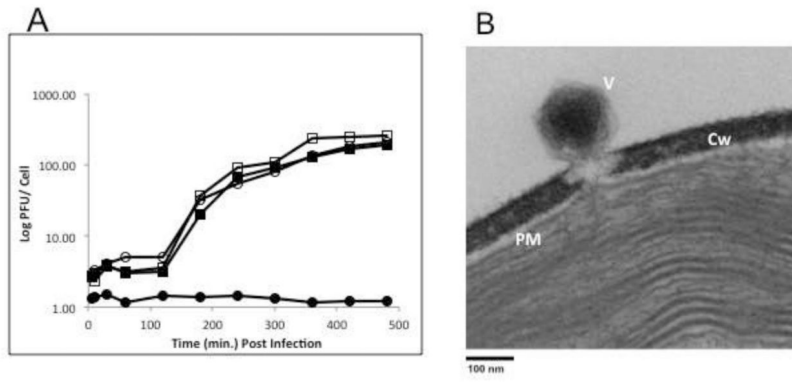 A
1000.00
100.00
10.00
1.00
Log PFU/ Cell
0
100
200
300
400
500
Time (min.) Post Infection
B
V
Cw
PM
100 nm